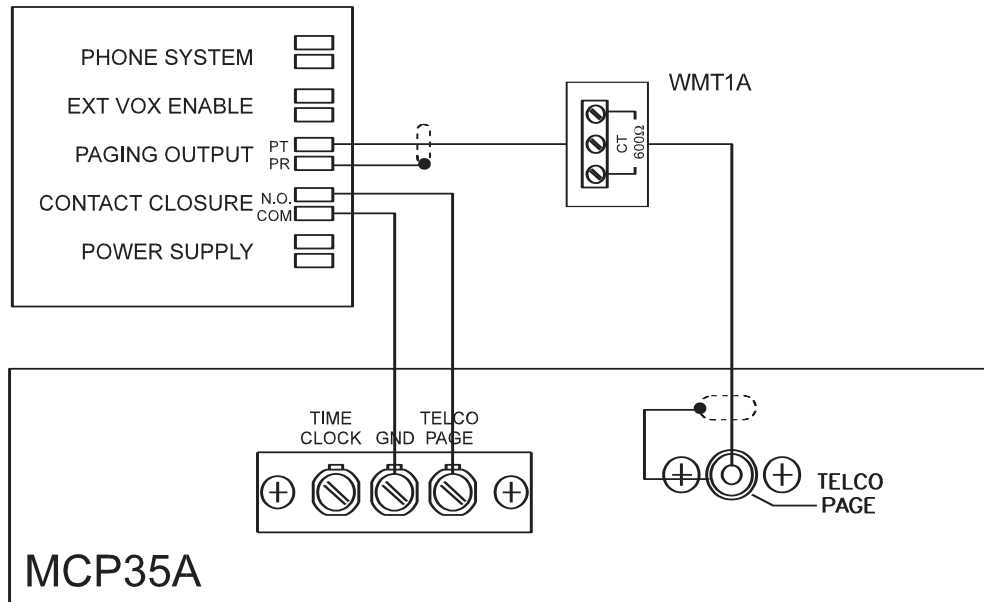 PHONE SYSTEM
EXT VOX ENABLE
PAGING OUTPUT PT
PR
CONTACT CLOSURE N.O.
COM
POWER SUPPLY
WMT1A
CT
600Ω
TIME CLOCK
GND
TELCO PAGE
TELCO
PAGE
MCP35A